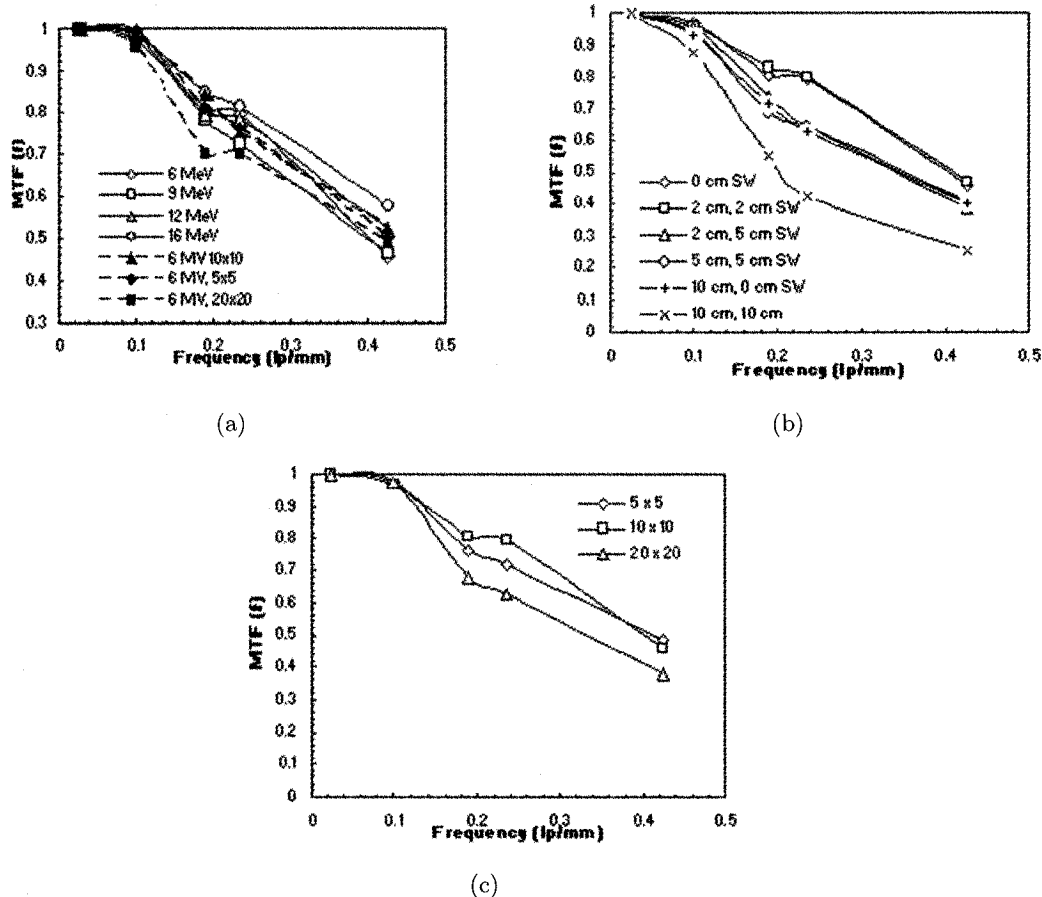 1
0.9
0.8
0.7
0.6
0.5
0.4
0.3
MTF (f)
6 MeV
9 MeV
12 MeV
16 MeV
6 MV 10x10
6 MV, 5x5
6 MV, 20x20
0 0.1 0.2 0.3 0.4 0.5
Frequency (lp/mm)
(a)
1
0.9
0.8
0.7
0.6
0.5
0.4
0.3
0.2
0.1
0
MTF (f)
0 cm SW
2 cm, 2 cm SW
2 cm, 5 cm SW
5 cm, 5 cm SW
10 cm, 0 cm SW
10 cm, 10 cm
0 0.1 0.2 0.3 0.4 0.5
Frequency (lp/mm)
(b)
1
0.9
0.8
0.7
0.6
0.5
0.4
0.3
0.2
0.1
0
MTF (f)
5 x 5
10 x 10
20 x 20
0 0.1 0.2 0.3 0.4 0.5
Frequency (lp/mm)
(c)